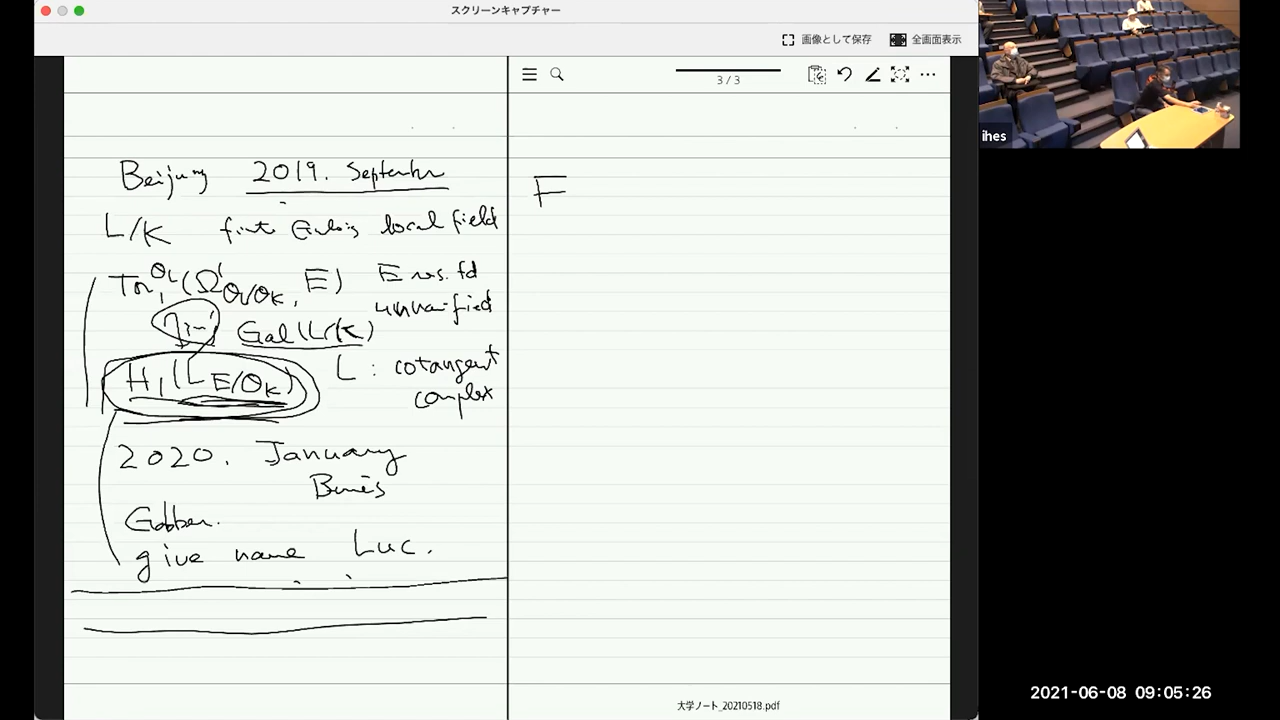 スクリーンキャプチャー
画像として保存
全画面表示
3 / 3
Beijing 2019. September
L/K finite Galois local field
Tor₁^{O_L}(Ω¹_{O_L/O_K}, E) E res. fd
unramified
Gal(L/K)
H₁(L_{E/O_K}) L : cotangent
complex
2020. January
Gabber.
give name Luc.
F
大学ノート_20210518.pdf
ihes
2021-06-08 09:05:26